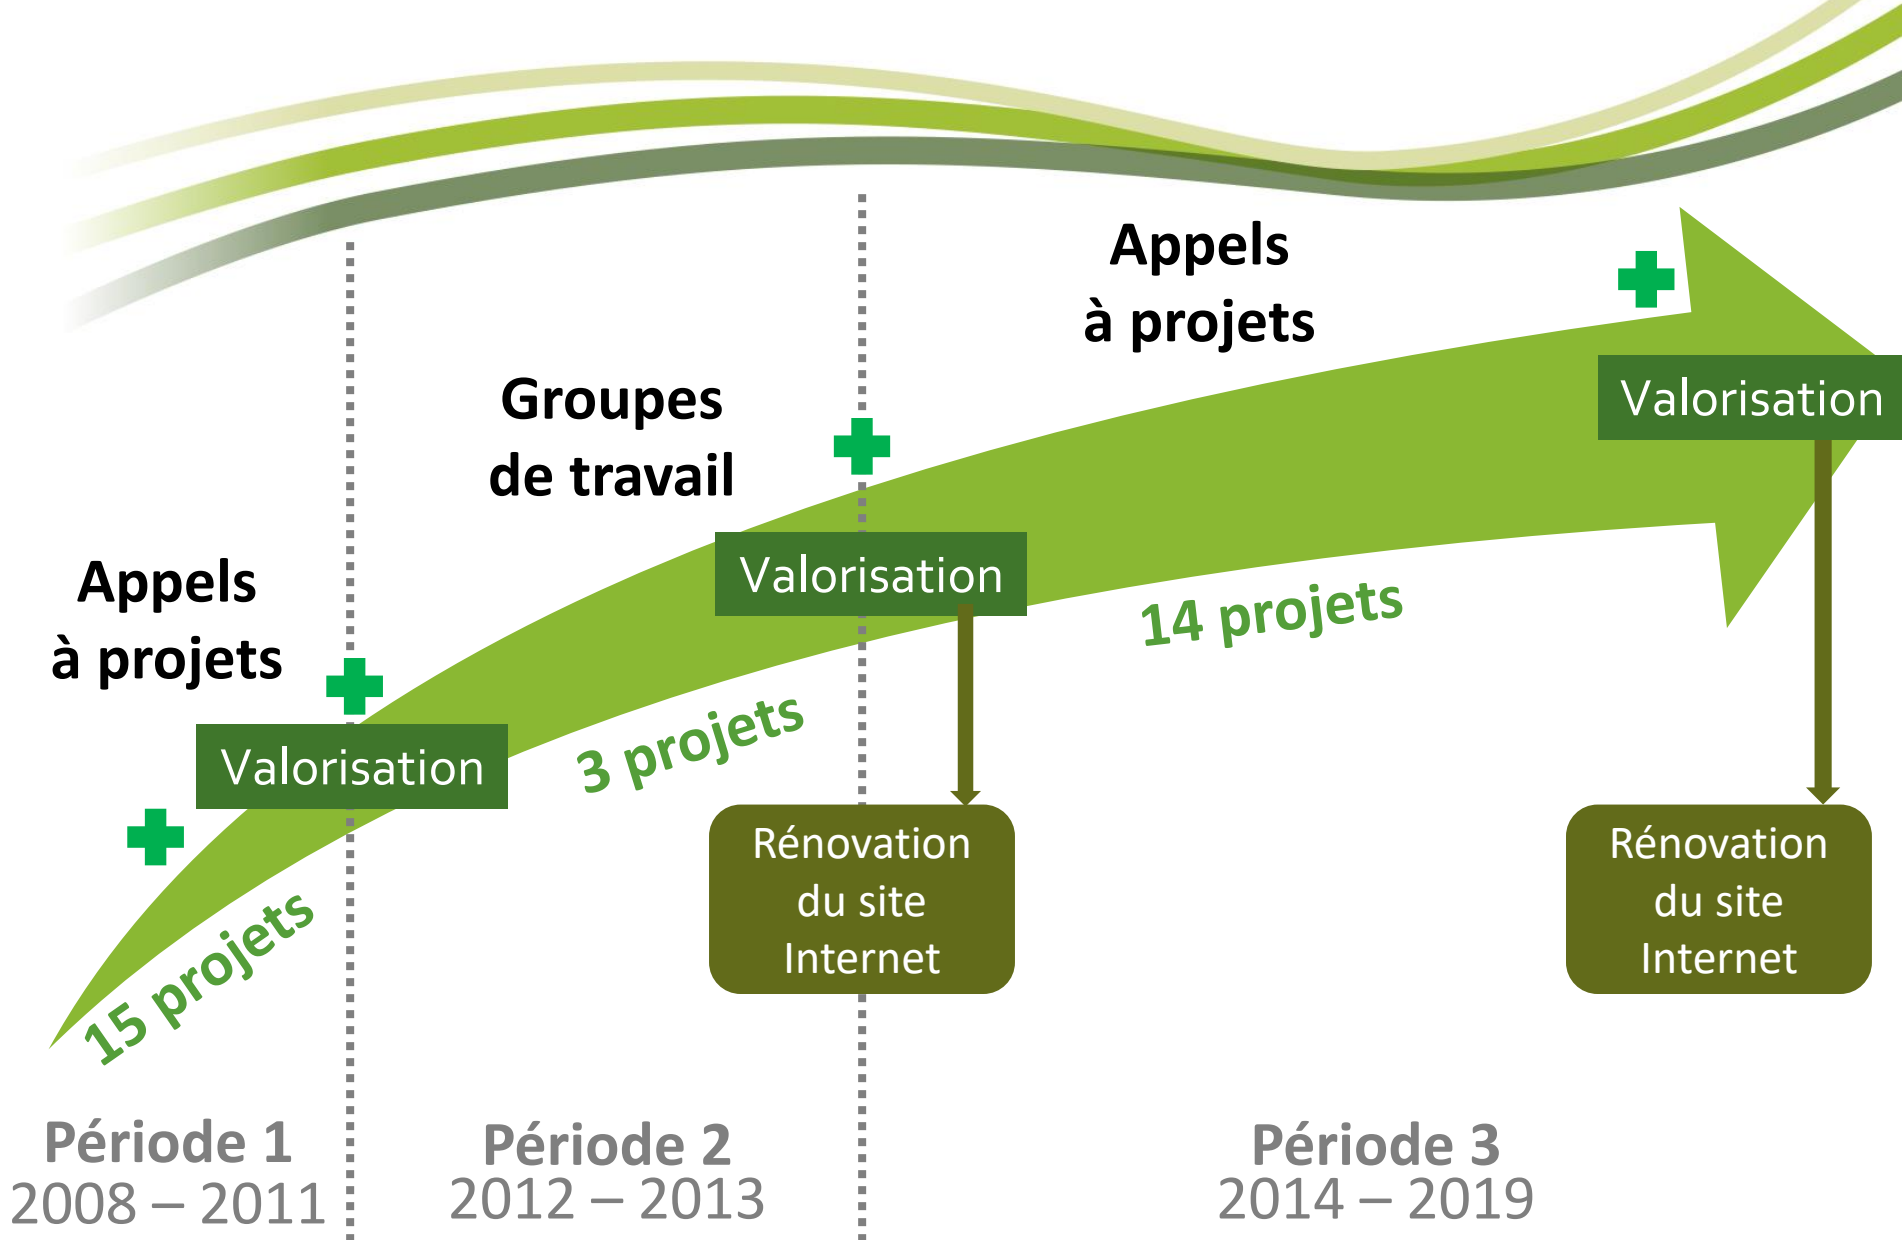 Appels
à projets
Valorisation
15 projets
Période 1
2008 – 2011
Groupes
de travail
Valorisation
3 projets
Rénovation
du site
Internet
Période 2
2012 – 2013
Appels
à projets
Valorisation
14 projets
Rénovation
du site
Internet
Période 3
2014 – 2019